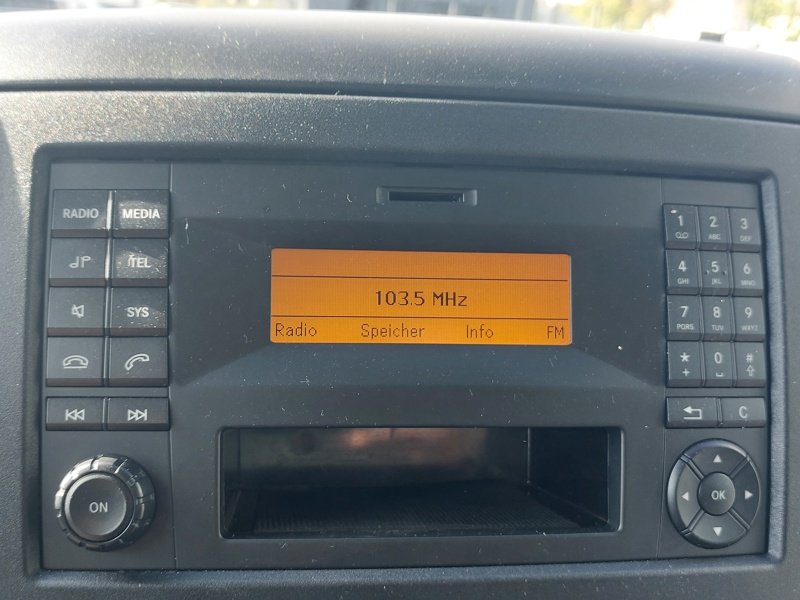 RADIO MEDIA
TEL
SYS
ON
103.5 MHz
Radio Speicher Info FM
1 2 ABC 3 DEF
4 GHI 5 JKL 6 MNO
7 PQRS 8 TUV 9 WXYZ
* + 0 #
C
OK